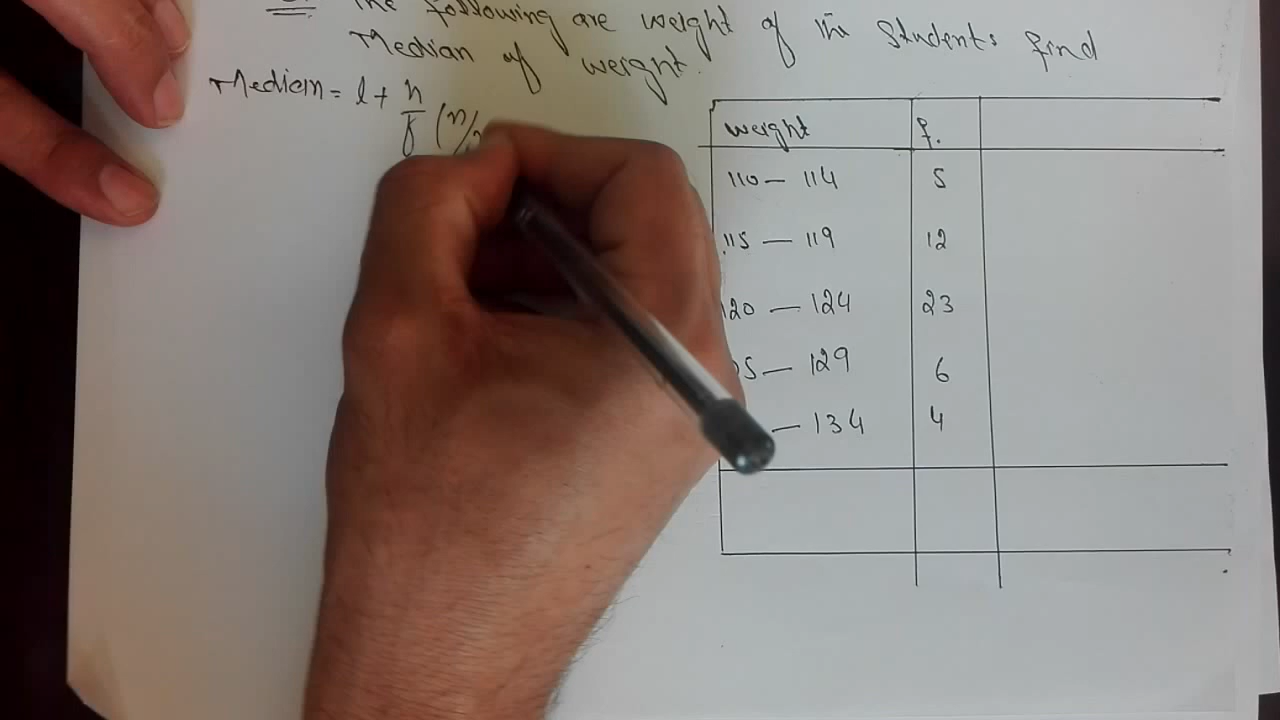 The following are weight of the students find
Median of weight.
Median = l + h/f (n/
weight f.
110 — 114 5
115 — 119 12
120 — 124 23
5 — 129 6
— 134 4